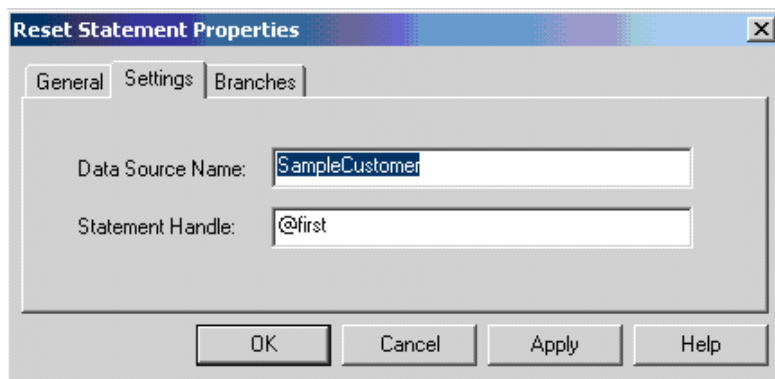 Reset Statement Properties
General Settings Branches
Data Source Name: SampleCustomer
Statement Handle: @first
OK Cancel Apply Help